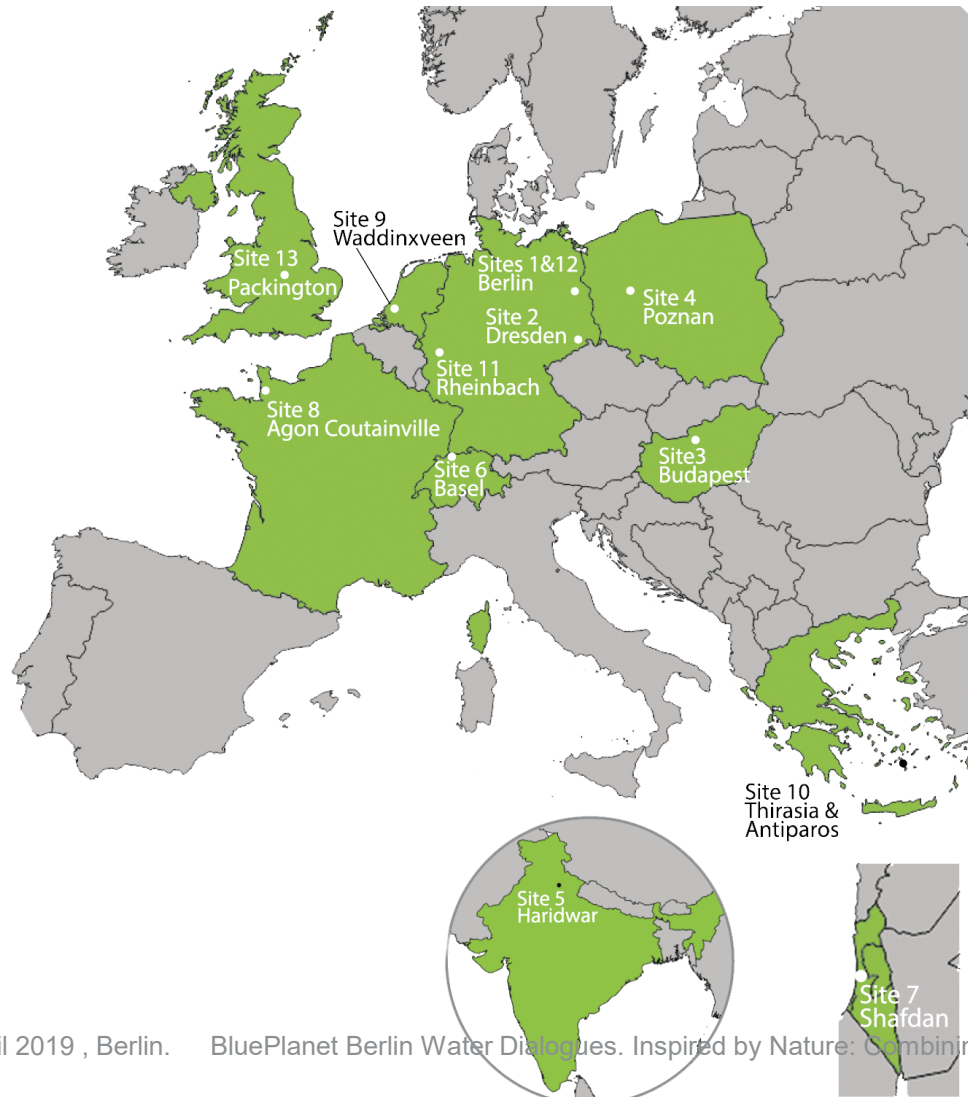 Site 9
Waddinxveen
Site 13
Packington
Sites 1&12
Berlin
Site 4
Poznan
Site 2
Dresden
Site 11
Rheinbach
Site 8
Agon Coutainville
Site 6
Basel
Site3
Budapest
Site 10
Thirasia &
Antiparos
Site 5
Haridwar
Site 7
Shafdan
il 2019 , Berlin. BluePlanet Berlin Water Dialogues. Inspired by Nature: Combinin